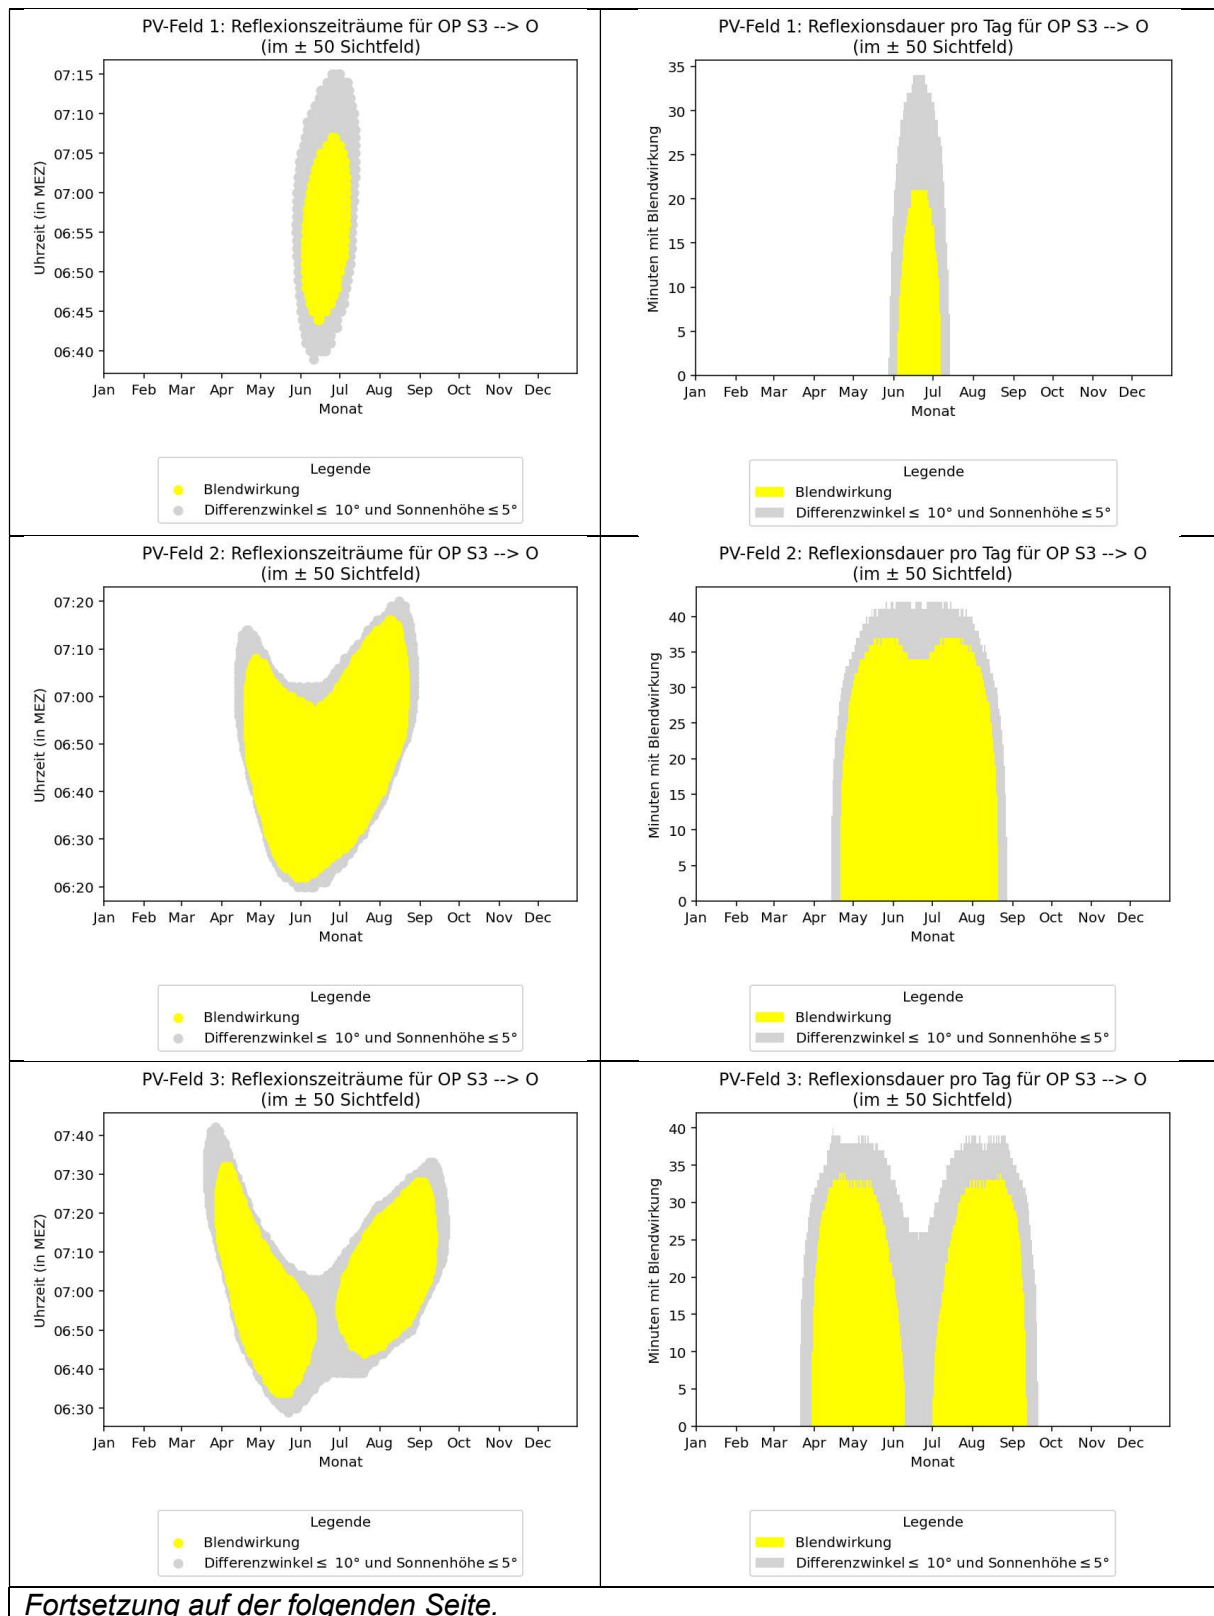 PV-Feld 1: Reflexionszeiträume für OP S3 --> O
(im ± 50 Sichtfeld)
Uhrzeit (in MEZ)
07:15
07:10
07:05
07:00
06:55
06:50
06:45
06:40
Jan Feb Mar Apr May Jun Jul Aug Sep Oct Nov Dec
Monat
Legende
Blendwirkung
Differenzwinkel ≤ 10° und Sonnenhöhe ≤ 5°
PV-Feld 1: Reflexionsdauer pro Tag für OP S3 --> O
(im ± 50 Sichtfeld)
Minuten mit Blendwirkung
35
30
25
20
15
10
5
0
Jan Feb Mar Apr May Jun Jul Aug Sep Oct Nov Dec
Monat
Legende
Blendwirkung
Differenzwinkel ≤ 10° und Sonnenhöhe ≤ 5°
PV-Feld 2: Reflexionszeiträume für OP S3 --> O
(im ± 50 Sichtfeld)
Uhrzeit (in MEZ)
07:20
07:10
07:00
06:50
06:40
06:30
06:20
Jan Feb Mar Apr May Jun Jul Aug Sep Oct Nov Dec
Monat
Legende
Blendwirkung
Differenzwinkel ≤ 10° und Sonnenhöhe ≤ 5°
PV-Feld 2: Reflexionsdauer pro Tag für OP S3 --> O
(im ± 50 Sichtfeld)
Minuten mit Blendwirkung
40
35
30
25
20
15
10
5
0
Jan Feb Mar Apr May Jun Jul Aug Sep Oct Nov Dec
Monat
Legende
Blendwirkung
Differenzwinkel ≤ 10° und Sonnenhöhe ≤ 5°
PV-Feld 3: Reflexionszeiträume für OP S3 --> O
(im ± 50 Sichtfeld)
Uhrzeit (in MEZ)
07:40
07:30
07:20
07:10
07:00
06:50
06:40
06:30
Jan Feb Mar Apr May Jun Jul Aug Sep Oct Nov Dec
Monat
Legende
Blendwirkung
Differenzwinkel ≤ 10° und Sonnenhöhe ≤ 5°
PV-Feld 3: Reflexionsdauer pro Tag für OP S3 --> O
(im ± 50 Sichtfeld)
Minuten mit Blendwirkung
40
35
30
25
20
15
10
5
0
Jan Feb Mar Apr May Jun Jul Aug Sep Oct Nov Dec
Monat
Legende
Blendwirkung
Differenzwinkel ≤ 10° und Sonnenhöhe ≤ 5°
Fortsetzung auf der folgenden Seite.